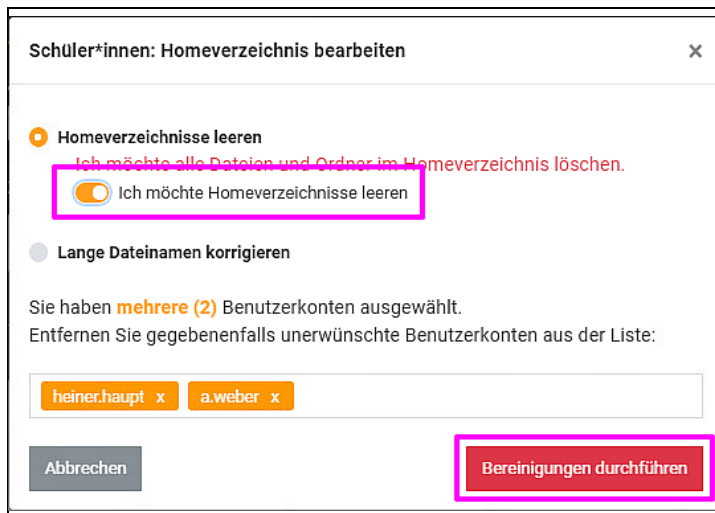 Schüler*innen: Homeverzeichnis bearbeiten ×
Homeverzeichnisse leeren
Ich möchte alle Dateien und Ordner im Homeverzeichnis löschen.
Ich möchte Homeverzeichnisse leeren
Lange Dateinamen korrigieren
Sie haben mehrere (2) Benutzerkonten ausgewählt.
Entfernen Sie gegebenenfalls unerwünschte Benutzerkonten aus der Liste:
heiner.haupt x a.weber x
Abbrechen Bereinigungen durchführen